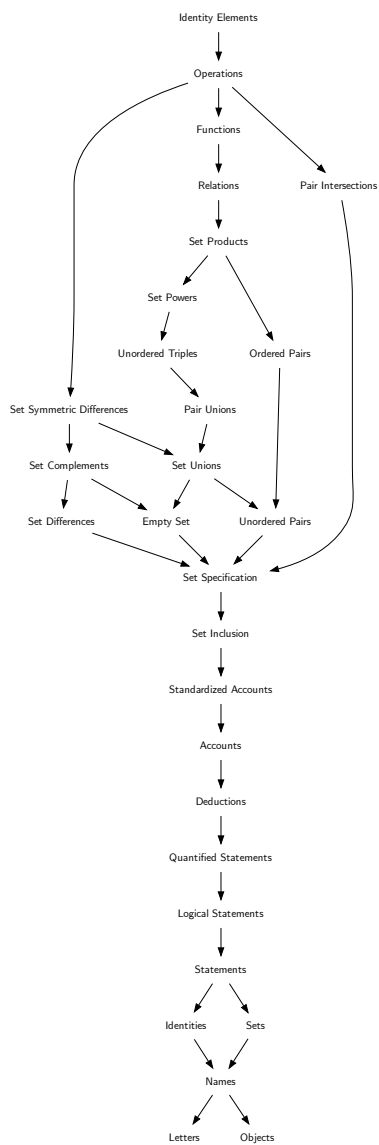 Identity Elements
Operations
Functions
Relations
Pair Intersections
Set Products
Set Powers
Unordered Triples
Ordered Pairs
Set Symmetric Differences
Pair Unions
Set Complements
Set Unions
Set Differences
Empty Set
Unordered Pairs
Set Specification
Set Inclusion
Standardized Accounts
Accounts
Deductions
Quantified Statements
Logical Statements
Statements
Identities
Sets
Names
Letters
Objects